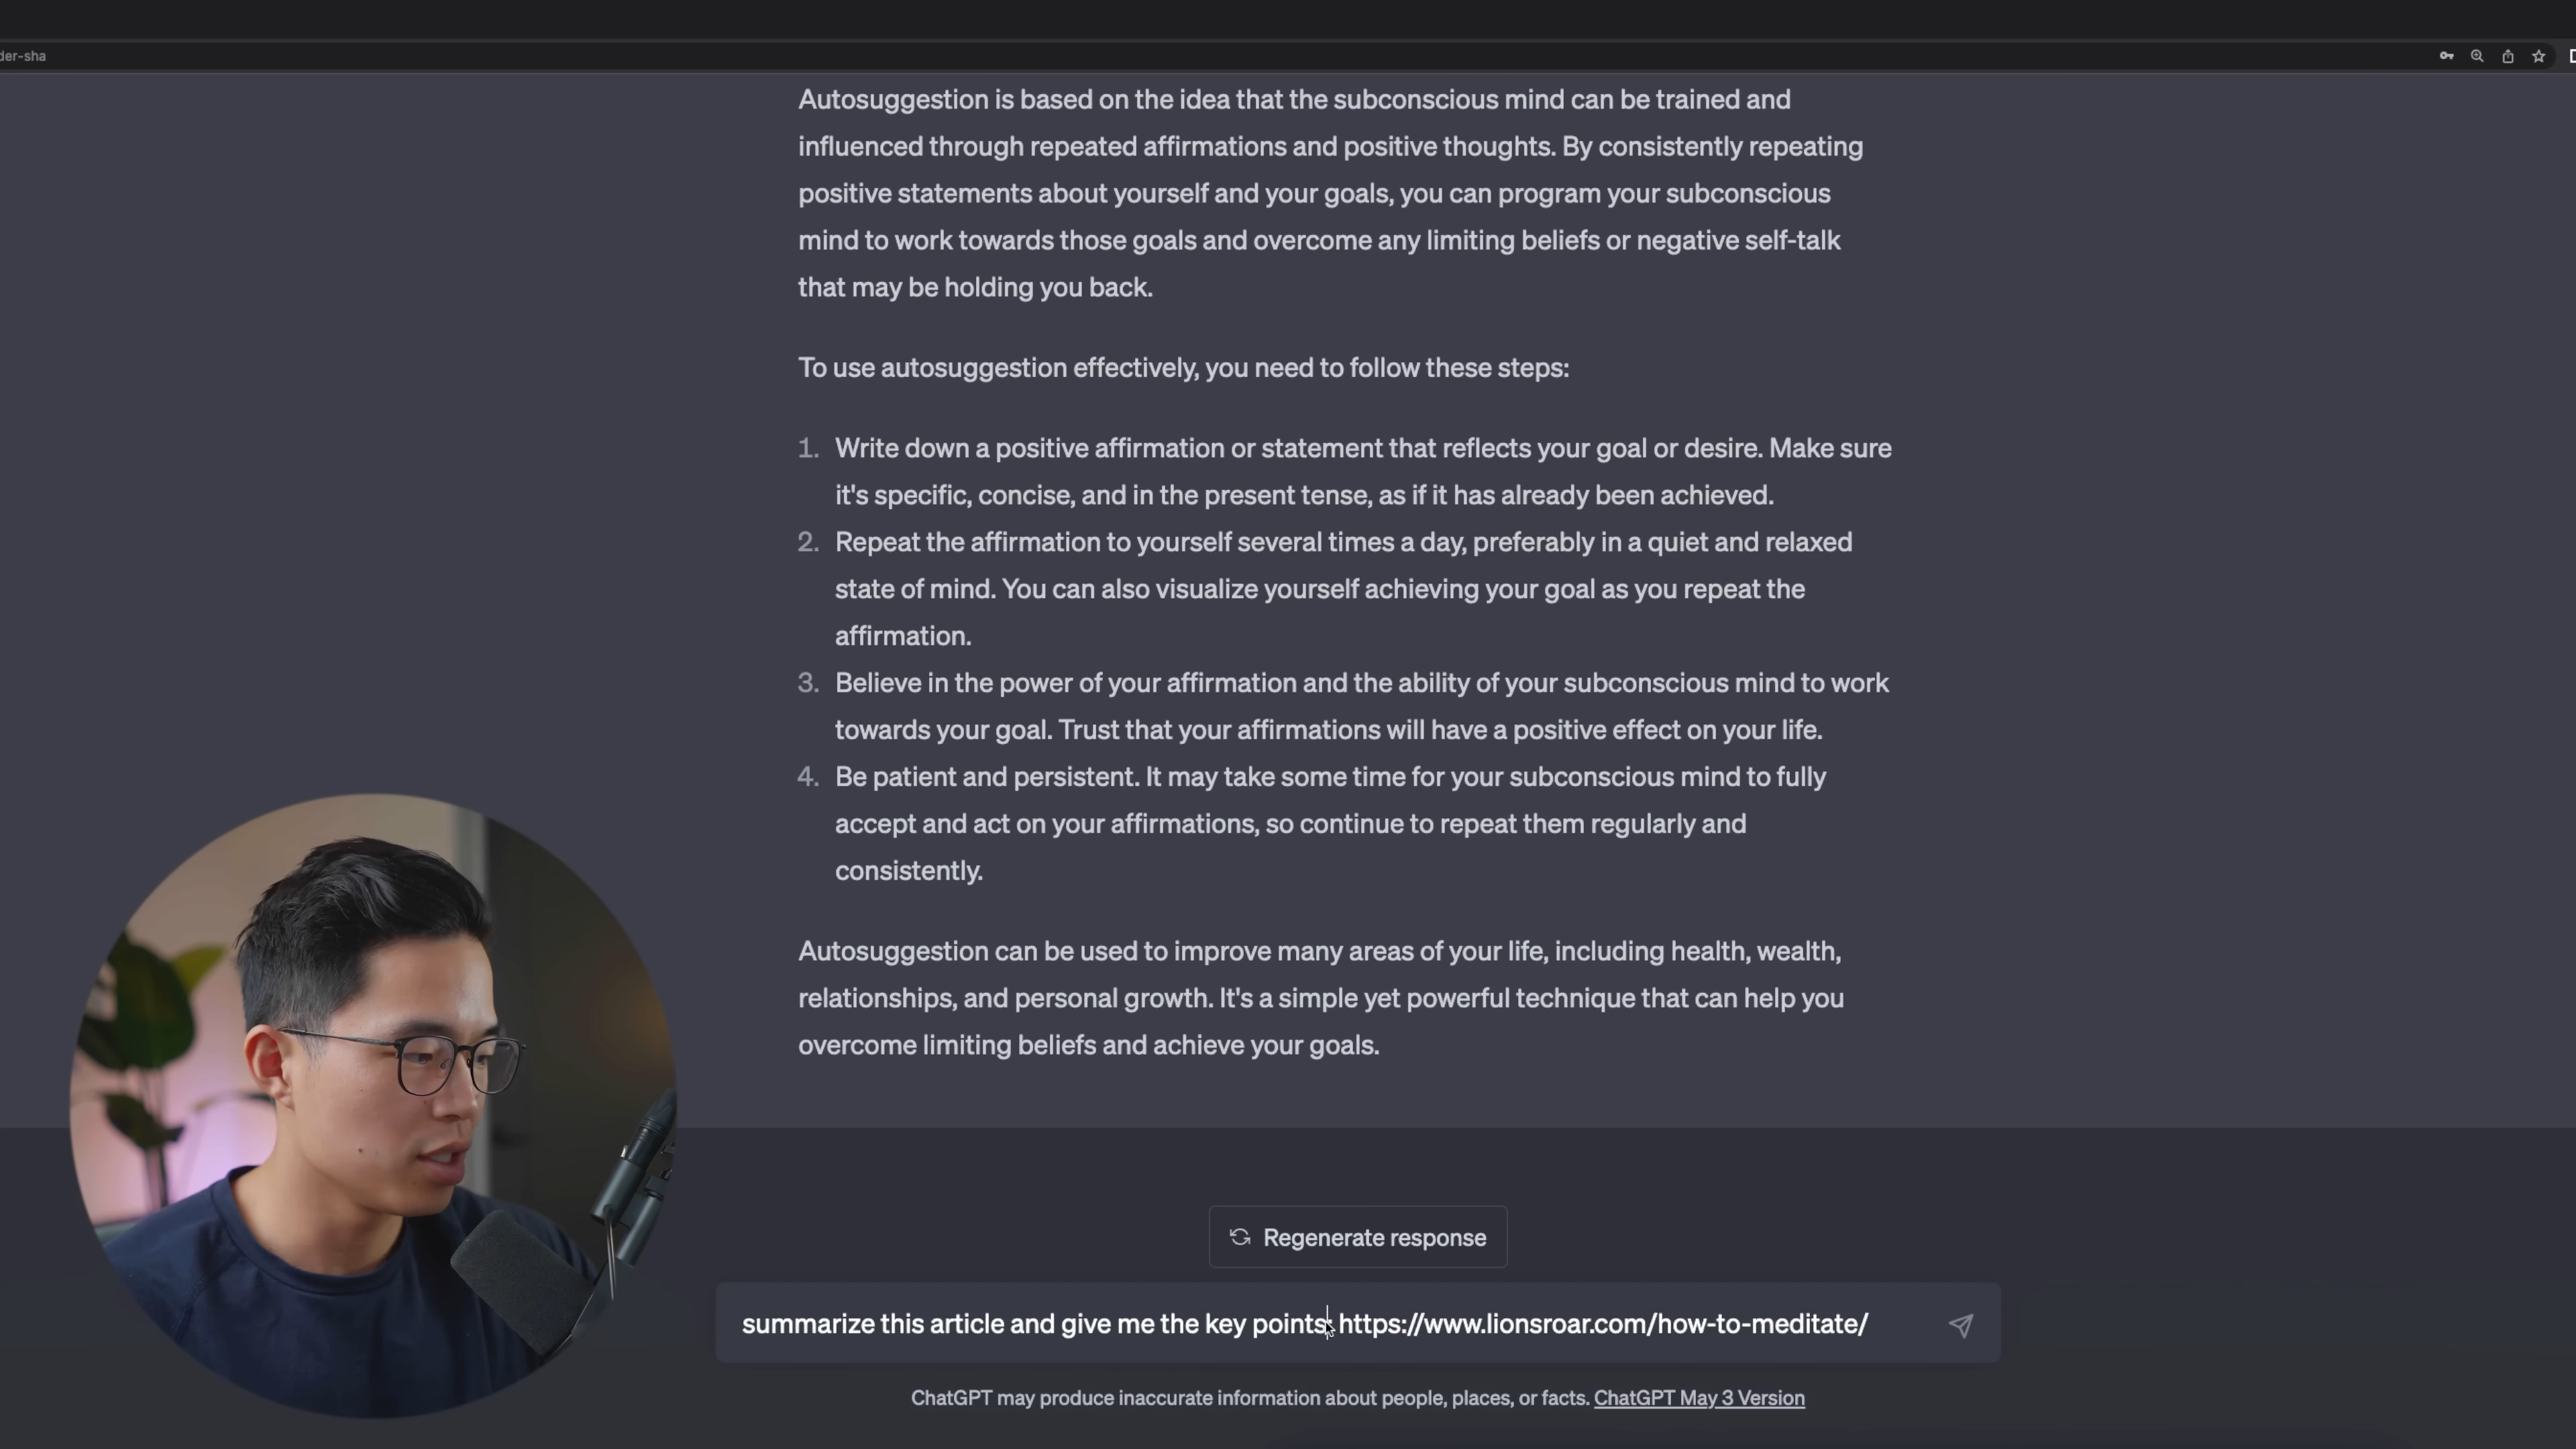 der-sha
Autosuggestion is based on the idea that the subconscious mind can be trained and
influenced through repeated affirmations and positive thoughts. By consistently repeating
positive statements about yourself and your goals, you can program your subconscious
mind to work towards those goals and overcome any limiting beliefs or negative self-talk
that may be holding you back.
To use autosuggestion effectively, you need to follow these steps:
1. Write down a positive affirmation or statement that reflects your goal or desire. Make sure
it's specific, concise, and in the present tense, as if it has already been achieved.
2. Repeat the affirmation to yourself several times a day, preferably in a quiet and relaxed
state of mind. You can also visualize yourself achieving your goal as you repeat the
affirmation.
3. Believe in the power of your affirmation and the ability of your subconscious mind to work
towards your goal. Trust that your affirmations will have a positive effect on your life.
4. Be patient and persistent. It may take some time for your subconscious mind to fully
accept and act on your affirmations, so continue to repeat them regularly and
consistently.
Autosuggestion can be used to improve many areas of your life, including health, wealth,
relationships, and personal growth. It's a simple yet powerful technique that can help you
overcome limiting beliefs and achieve your goals.
Regenerate response
summarize this article and give me the key points: https://www.lionsroar.com/how-to-meditate/
ChatGPT may produce inaccurate information about people, places, or facts. ChatGPT May 3 Version